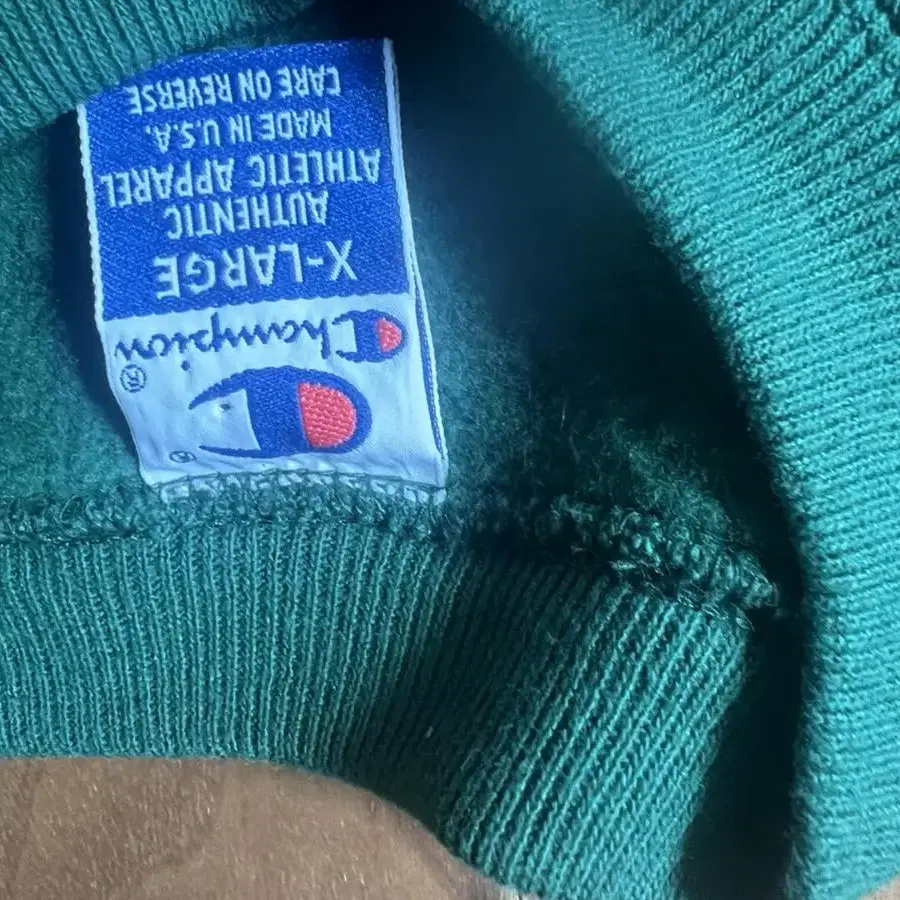 ®
Champion®
X-LARGE
AUTHENTIC
ATHLETIC APPAREL
MADE IN U.S.A.
CARE ON REVERSE